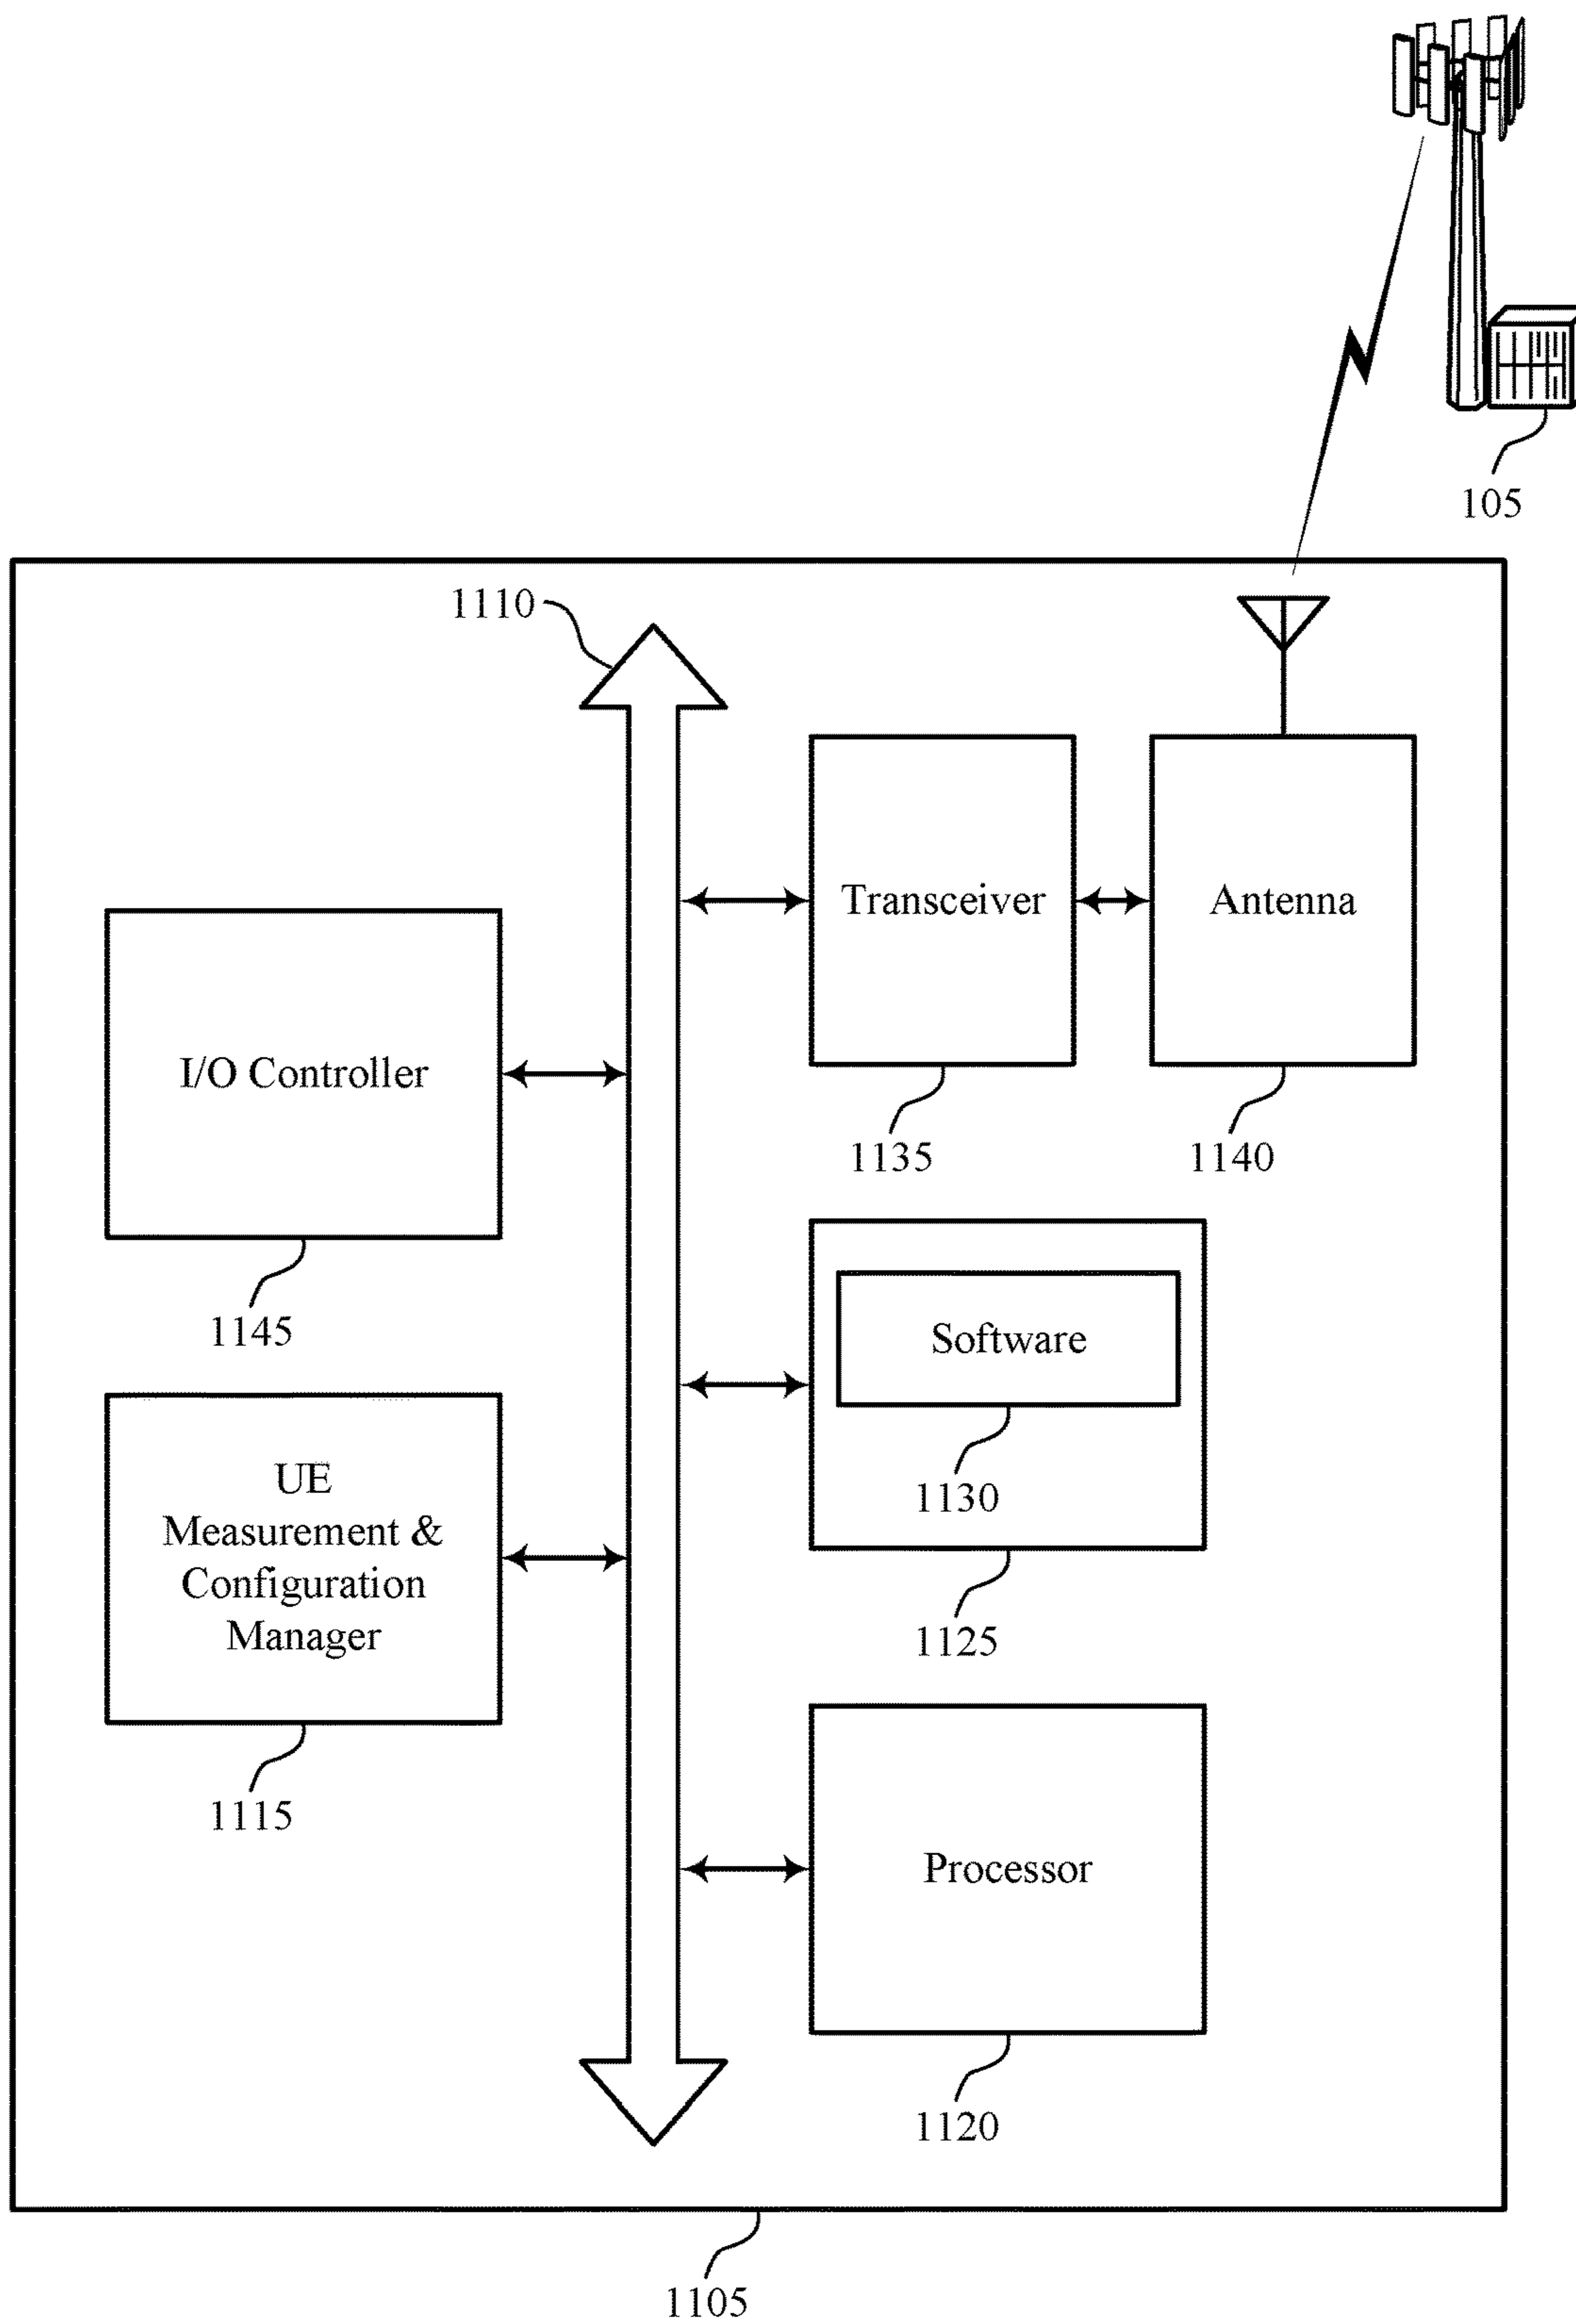 105
1110
Transceiver
Antenna
I/O Controller
1135
1140
1145
Software
1130
UE
Measurement &
Configuration
Manager
1125
1115
Processor
1120
1105